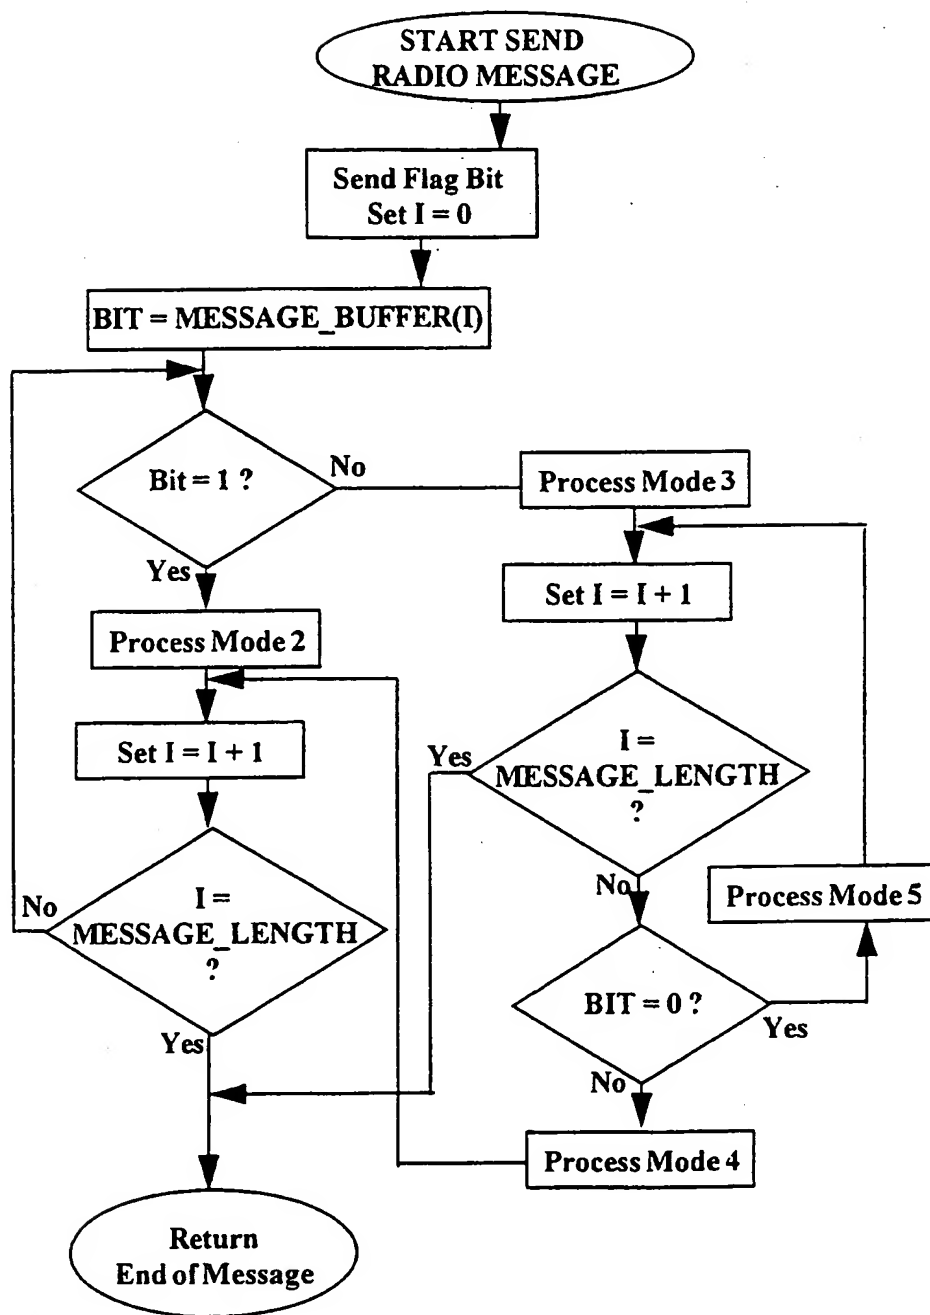 START SEND
RADIO MESSAGE
Send Flag Bit
Set I = 0
BIT = MESSAGE_BUFFER(I)
Bit = 1 ?
No
Process Mode 3
Yes
Set I = I + 1
Process Mode 2
Set I = I + 1
Yes
I =
MESSAGE_LENGTH
?
No
I =
MESSAGE_LENGTH
?
No
Process Mode 5
BIT = 0 ?
Yes
Yes
No
Process Mode 4
Return
End of Message